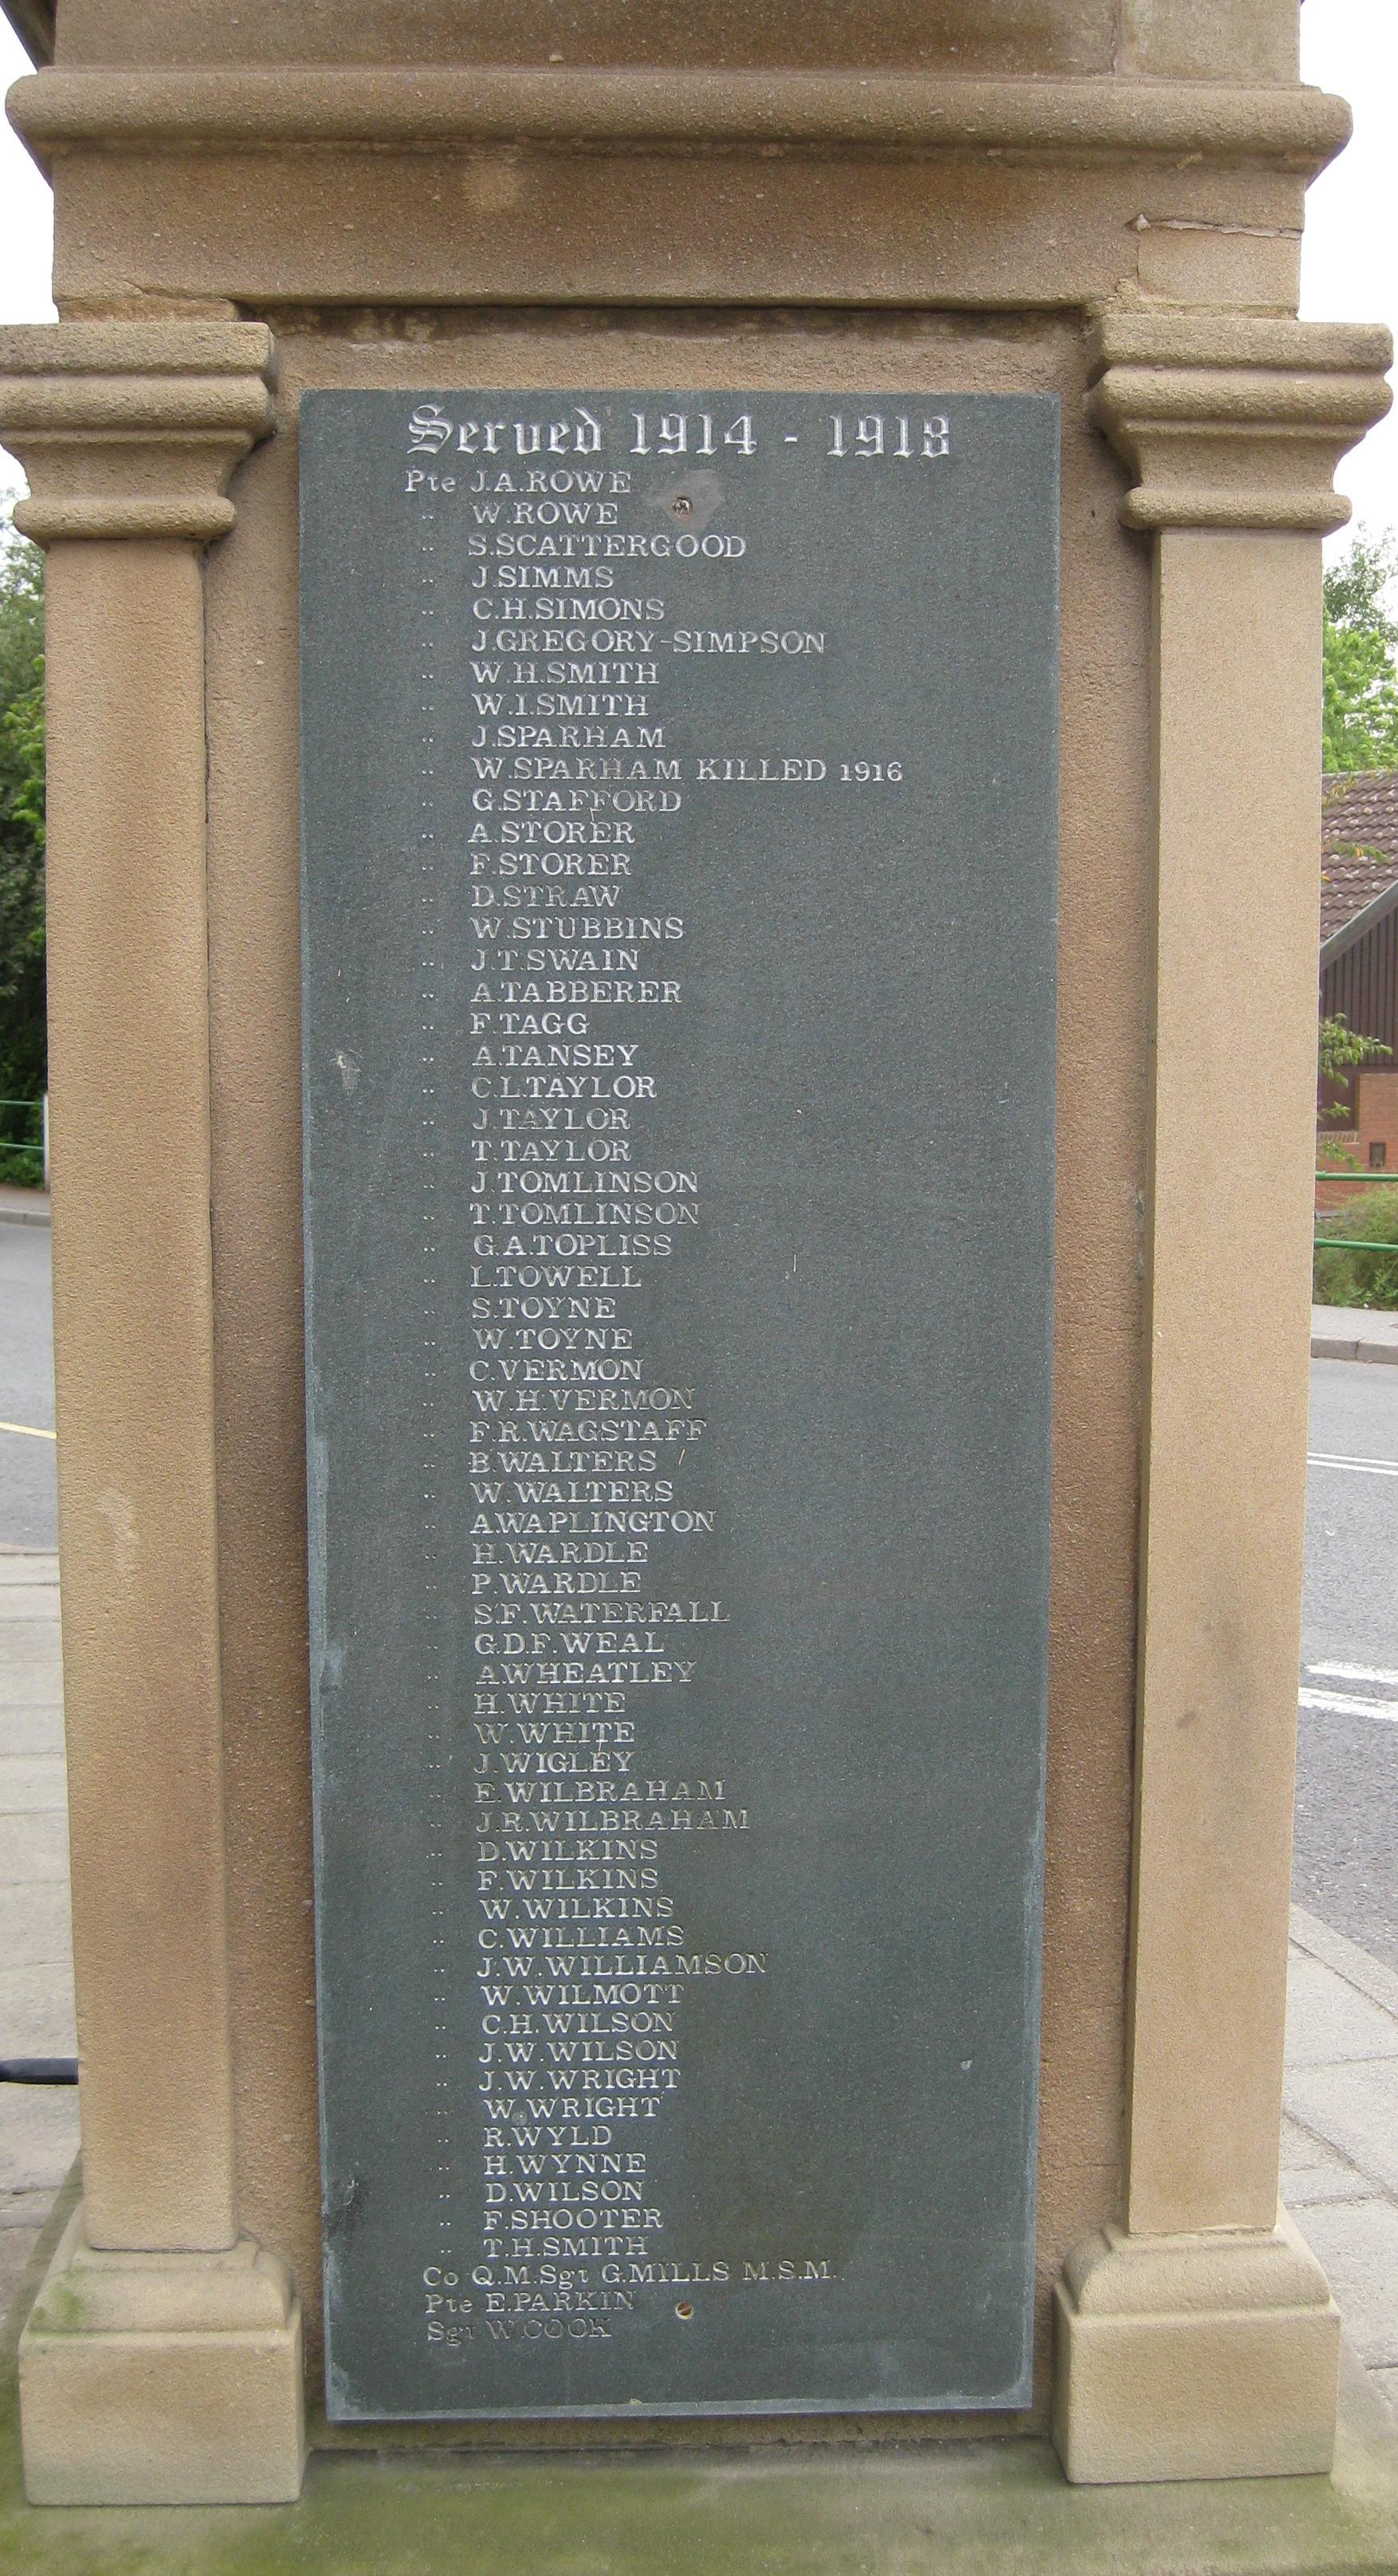 Served 1914 - 1918
Pte J.A.ROWE
.. W.ROWE
.. S.SCATTERGOOD
.. J.SIMMS
.. C.H.SIMONS
.. J.GREGORY-SIMPSON
.. W.H.SMITH
.. W.I.SMITH
.. J.SPARHAM
.. W.SPARHAM KILLED 1916
.. G.STAFFORD
.. A.STORER
.. F.STORER
.. D.STRAW
.. W.STUBBINS
.. J.T.SWAIN
.. A.TABBERER
.. F.TAGG
.. A.TANSEY
.. C.L.TAYLOR
.. J.TAYLOR
.. T.TAYLOR
.. J.TOMLINSON
.. T.TOMLINSON
.. G.A.TOPLISS
.. L.TOWELL
.. S.TOYNE
.. W.TOYNE
.. C.VERMON
.. W.H.VERMON
.. F.R.WAGSTAFF
.. B.WALTERS
.. W.WALTERS
.. A.WAPLINGTON
.. H.WARDLE
.. P.WARDLE
.. S.F.WATERFALL
.. G.D.F.WEAL
.. A.WHEATLEY
.. H.WHITE
.. W.WHITE
.. J.WIGLEY
.. E.WILBRAHAM
.. J.R.WILBRAHAM
.. D.WILKINS
.. F.WILKINS
.. W.WILKINS
.. C.WILLIAMS
.. J.W.WILLIAMSON
.. W.WILMOTT
.. C.H.WILSON
.. J.W.WILSON
.. J.W.WRIGHT
.. W.WRIGHT
.. R.WYLD
.. H.WYNNE
.. D.WILSON
.. F.SHOOTER
.. T.H.SMITH
Co Q.M.Sgt G.MILLS M.S.M.
Pte E.PARKIN
Sgt W.COOK